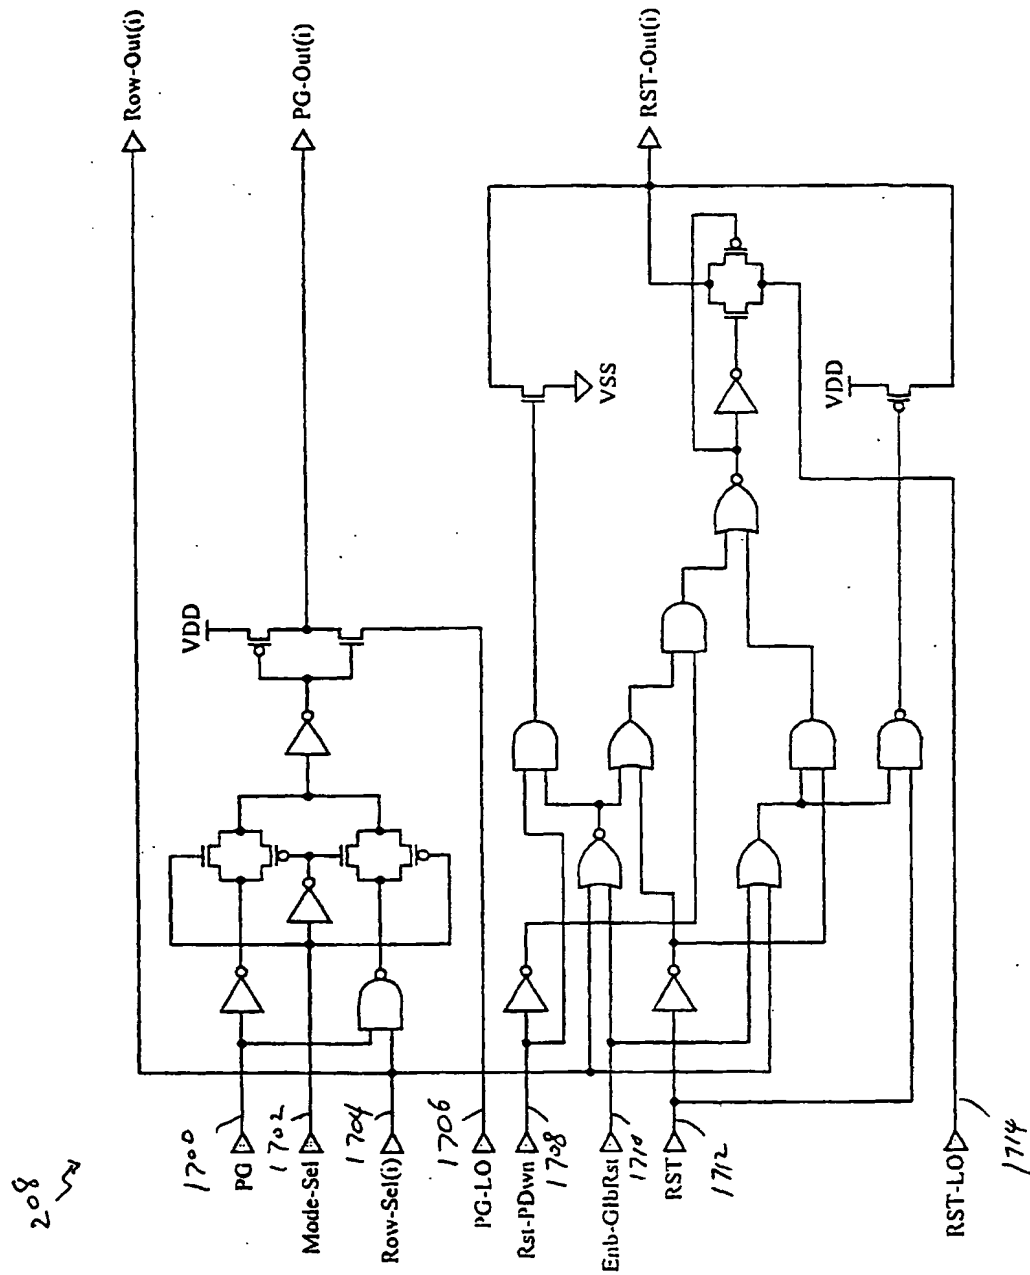 208
Row-Out(i)
PG-Out(i)
RST-Out(i)
VDD
VSS
VDD
1700
PG
1702
Mode-Sel
1704
Row-Sel(i)
1706
PG-LO
Rst-PDwn
1708
Enb-GlbRst
1710
RST
1712
RST-LO
1714